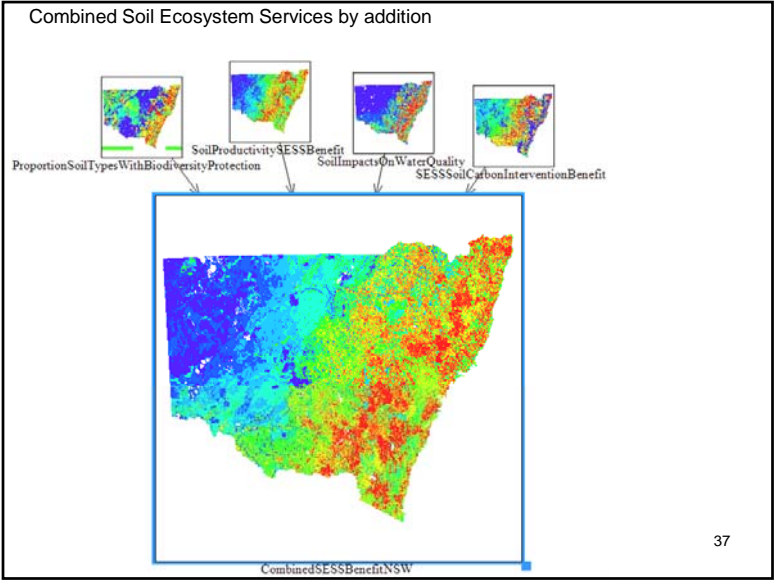 Combined Soil Ecosystem Services by addition
ProportionSoilTypesWithBiodiversityProtection
SoilProductivitySESSBenefit
SoilImpactsOnWaterQuality
SESSSoilCarbonInterventionBenefit
CombinedSESSBenefitNSW
37